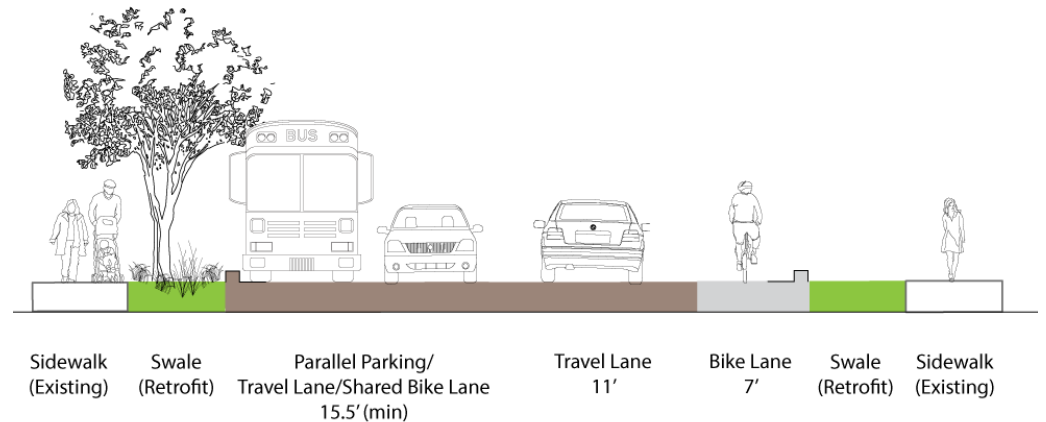 BUS
Sidewalk
(Existing)
Swale
(Retrofit)
Parallel Parking/
Travel Lane/Shared Bike Lane
15.5’ (min)
Travel Lane
11’
Bike Lane
7’
Swale
(Retrofit)
Sidewalk
(Existing)